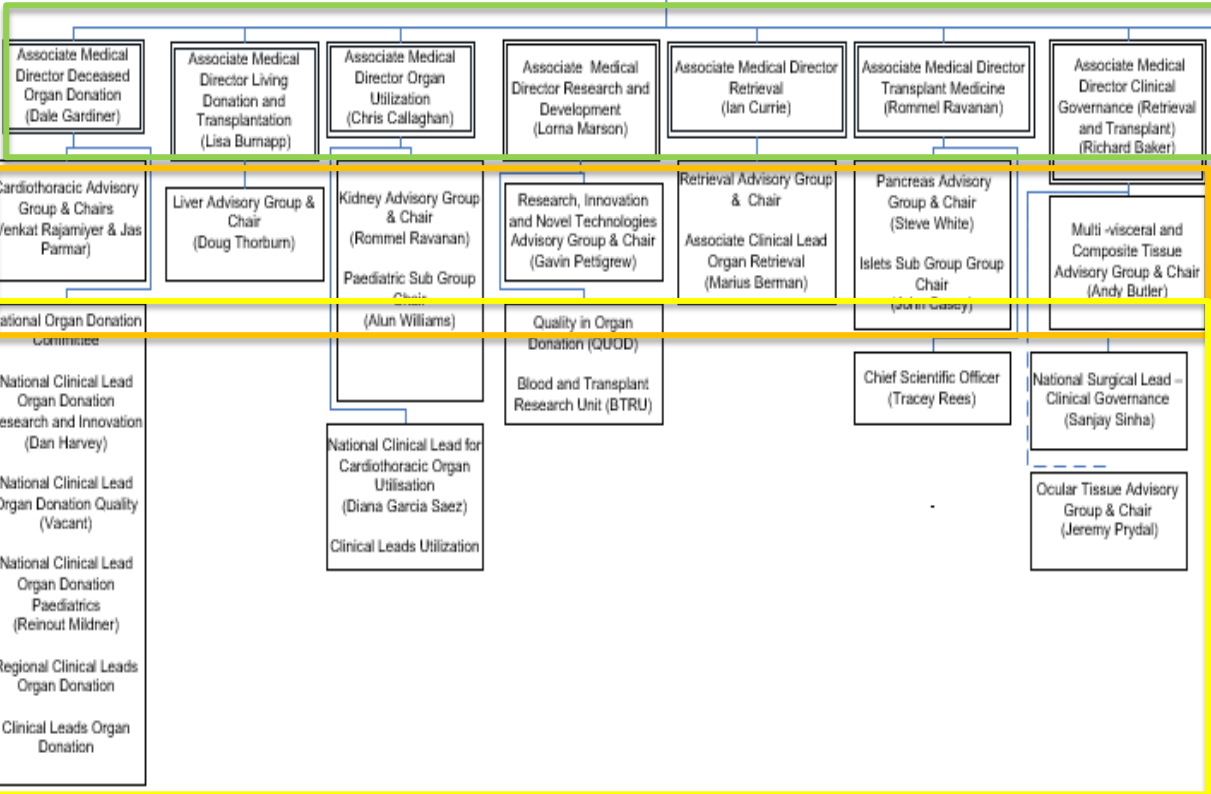 Associate Medical
Director Deceased
Organ Donation
(Dale Gardiner)
Associate Medical
Director Living
Donation and
Transplantation
(Lisa Burnapp)
Associate Medical
Director Organ
Utilization
(Chris Callaghan)
Associate Medical
Director Research and
Development
(Lorna Marson)
Associate Medical Director
Retrieval
(Ian Currie)
Associate Medical Director
Transplant Medicine
(Rommel Ravanan)
Associate Medical
Director Clinical
Governance (Retrieval
and Transplant)
(Richard Baker)
Cardiothoracic Advisory
Group & Chairs
Venkat Rajamiyer & Jas
Parmar)
Liver Advisory Group &
Chair
(Doug Thorburn)
Kidney Advisory Group
& Chair
(Rommel Ravanan)
Paediatric Sub Group
Chair
(Alun Williams)
Research, Innovation
and Novel Technologies
Advisory Group & Chair
(Gavin Pettigrew)
Retrieval Advisory Group
& Chair
Associate Clinical Lead
Organ Retrieval
(Marius Berman)
Pancreas Advisory
Group & Chair
(Steve White)
Islets Sub Group Group
Chair
(John Casey)
Multi -visceral and
Composite Tissue
Advisory Group & Chair
(Andy Butler)
ational Organ Donation
Committee
National Clinical Lead
Organ Donation
esearch and Innovation
(Dan Harvey)
National Clinical Lead
Organ Donation Quality
(Vacant)
National Clinical Lead
Organ Donation
Paediatrics
(Reinout Mildner)
Regional Clinical Leads
Organ Donation
Clinical Leads Organ
Donation
National Clinical Lead for
Cardiothoracic Organ
Utilisation
(Diana Garcia Saez)
Clinical Leads Utilization
Quality in Organ
Donation (QUOD)
Blood and Transplant
Research Unit (BTRU)
Chief Scientific Officer
(Tracey Rees)
National Surgical Lead –
Clinical Governance
(Sanjay Sinha)
Ocular Tissue Advisory
Group & Chair
(Jeremy Prydal)
-